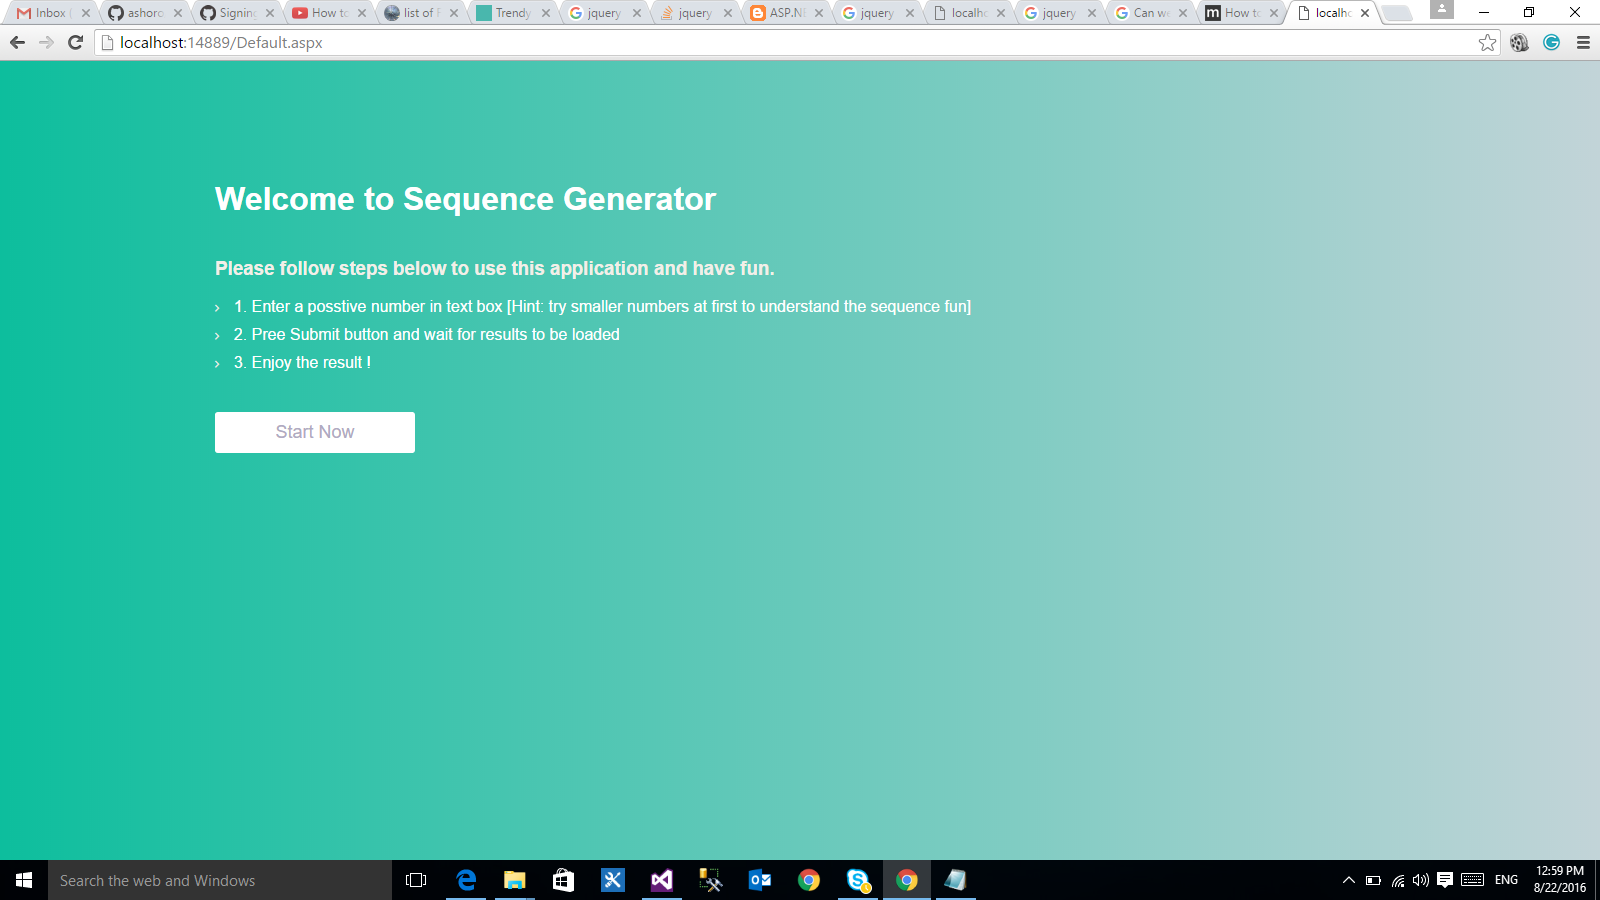 Inbox (
ashoro
Signing
How to
list of F
Trendy
jquery
jquery
ASP.NE
jquery
localho
jquery
Can we
How to
localho
localhost:14889/Default.aspx
Welcome to Sequence Generator
Please follow steps below to use this application and have fun.
› 1. Enter a posstive number in text box [Hint: try smaller numbers at first to understand the sequence fun]
› 2. Pree Submit button and wait for results to be loaded
› 3. Enjoy the result !
Start Now
Search the web and Windows
ENG
12:59 PM
8/22/2016